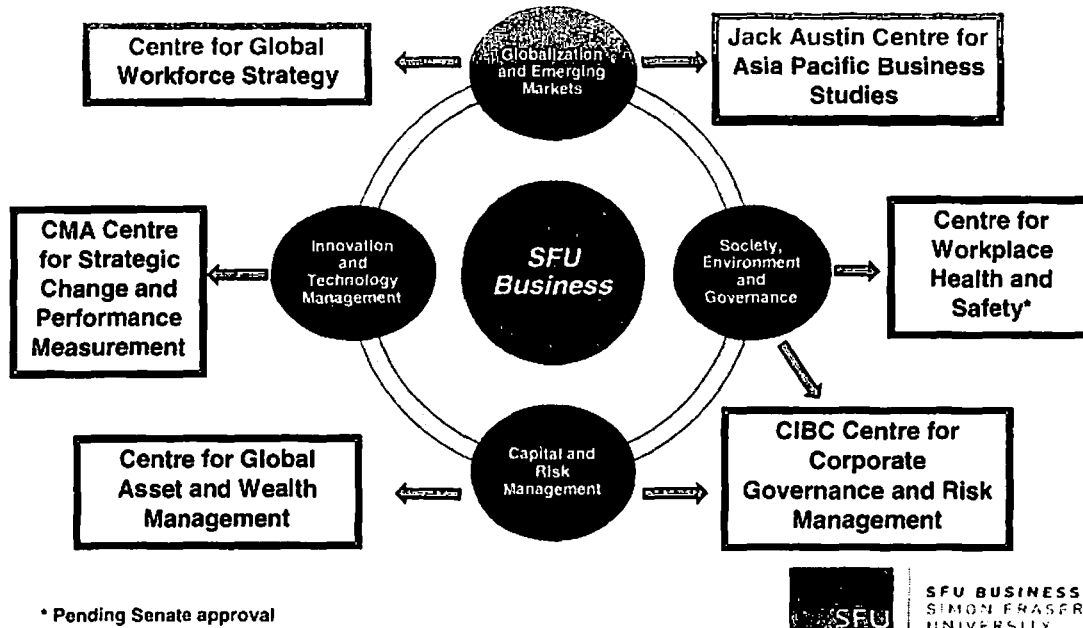 Centre for Global
Workforce Strategy
Globalization
and Emerging
Markets
Jack Austin Centre for
Asia Pacific Business
Studies
CMA Centre
for Strategic
Change and
Performance
Measurement
Innovation
and
Technology
Management
SFU
Business
Society,
Environment
and
Governance
Centre for
Workplace
Health and
Safety*
Centre for Global
Asset and Wealth
Management
Capital and
Risk
Management
CIBC Centre for
Corporate
Governance and Risk
Management
* Pending Senate approval
SFU
SFU BUSINESS
SIMON FRASER
UNIVERSITY